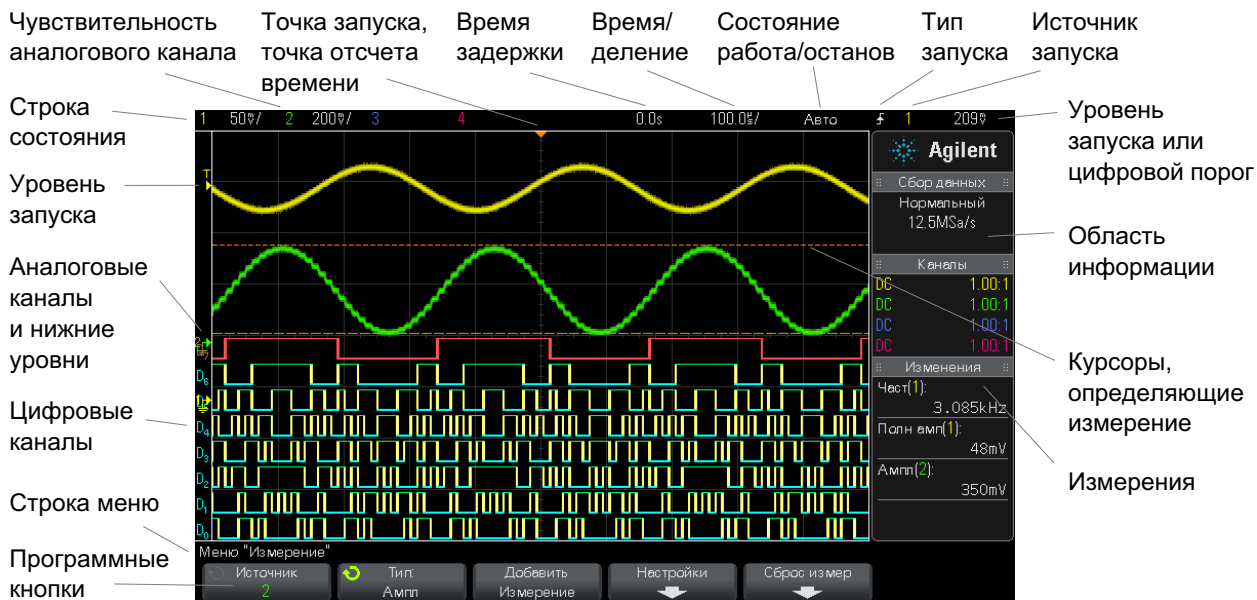 Чувствительность
аналогового канала
Точка запуска,
точка отсчета
времени
Время
задержки
Время/
деление
Состояние
работа/останов
Тип
запуска
Источник
запуска
Строка
состояния
Уровень
запуска
Аналоговые
каналы
и нижние
уровни
Цифровые
каналы
Строка меню
Программные
кнопки
1 50mV/ 2 200mV/ 3 4 0.0s 100.0us/ Авто 1 209mV
T
D6
D4
D3
D2
D1
D0
Agilent
Сбор данных
Нормальный
12.5MSa/s
Каналы
DC 1.00:1
DC 1.00:1
DC 1.00:1
DC 1.00:1
Изменения
Част(1):
3.085kHz
Полн амп(1):
48mV
Ампл(2):
350mV
Меню "Измерение"
Источник
2
Тип:
Ампл
Добавить
Измерение
Настройки
Сброс измер
Уровень
запуска или
цифровой порог
Область
информации
Курсоры,
определяющие
измерение
Измерения